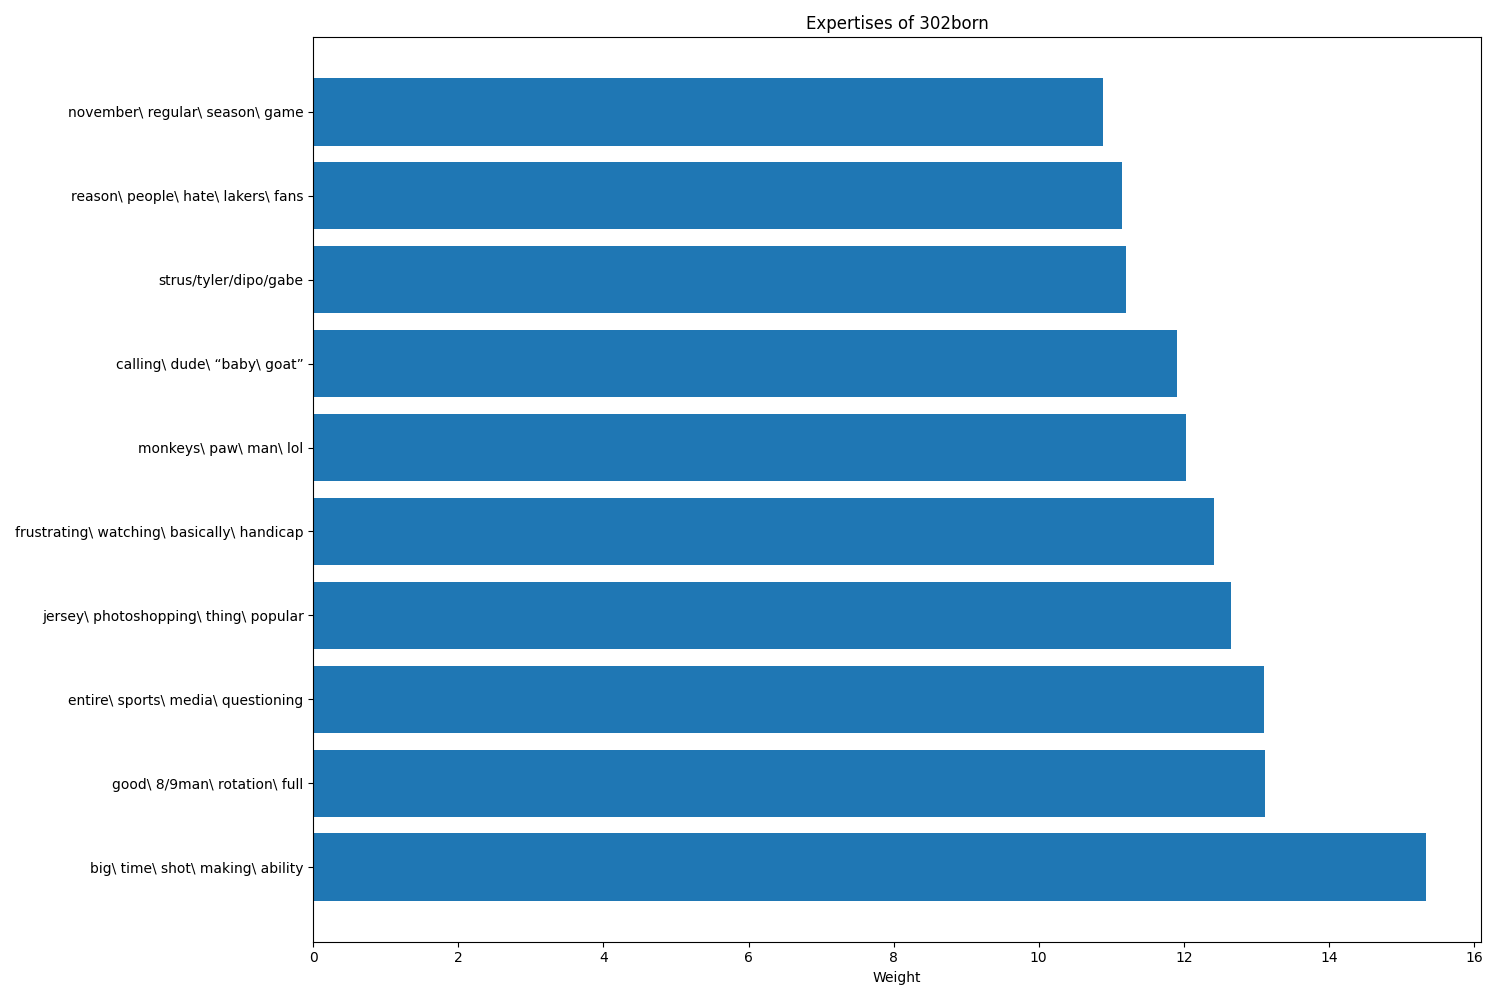 Expertises of 302born
november\ regular\ season\ game
reason\ people\ hate\ lakers\ fans
strus/tyler/dipo/gabe
calling\ dude\ “baby\ goat”
monkeys\ paw\ man\ lol
frustrating\ watching\ basically\ handicap
jersey\ photoshopping\ thing\ popular
entire\ sports\ media\ questioning
good\ 8/9man\ rotation\ full
big\ time\ shot\ making\ ability
0 2 4 6 8 10 12 14 16
Weight